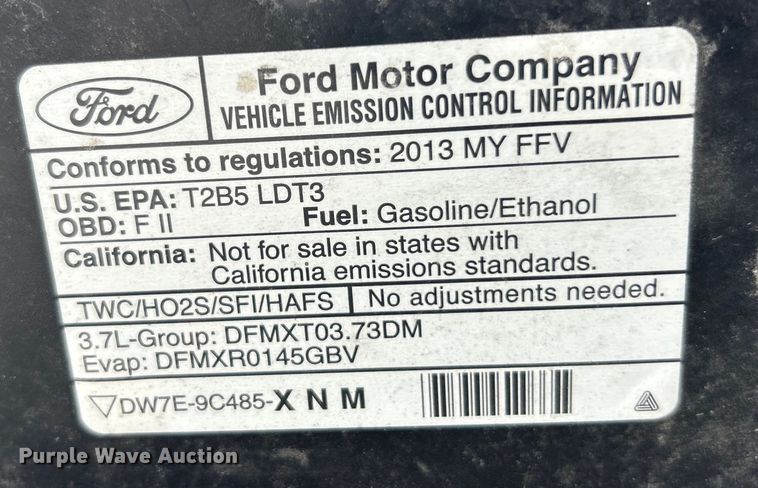 Ford
Ford Motor Company
VEHICLE EMISSION CONTROL INFORMATION
Conforms to regulations: 2013 MY FFV
U.S. EPA: T2B5 LDT3
OBD: F II Fuel: Gasoline/Ethanol
California: Not for sale in states with
California emissions standards.
TWC/HO2S/SFI/HAFS No adjustments needed.
3.7L-Group: DFMXT03.73DM
Evap: DFMXR0145GBV
DW7E-9C485-X N M
Purple Wave Auction